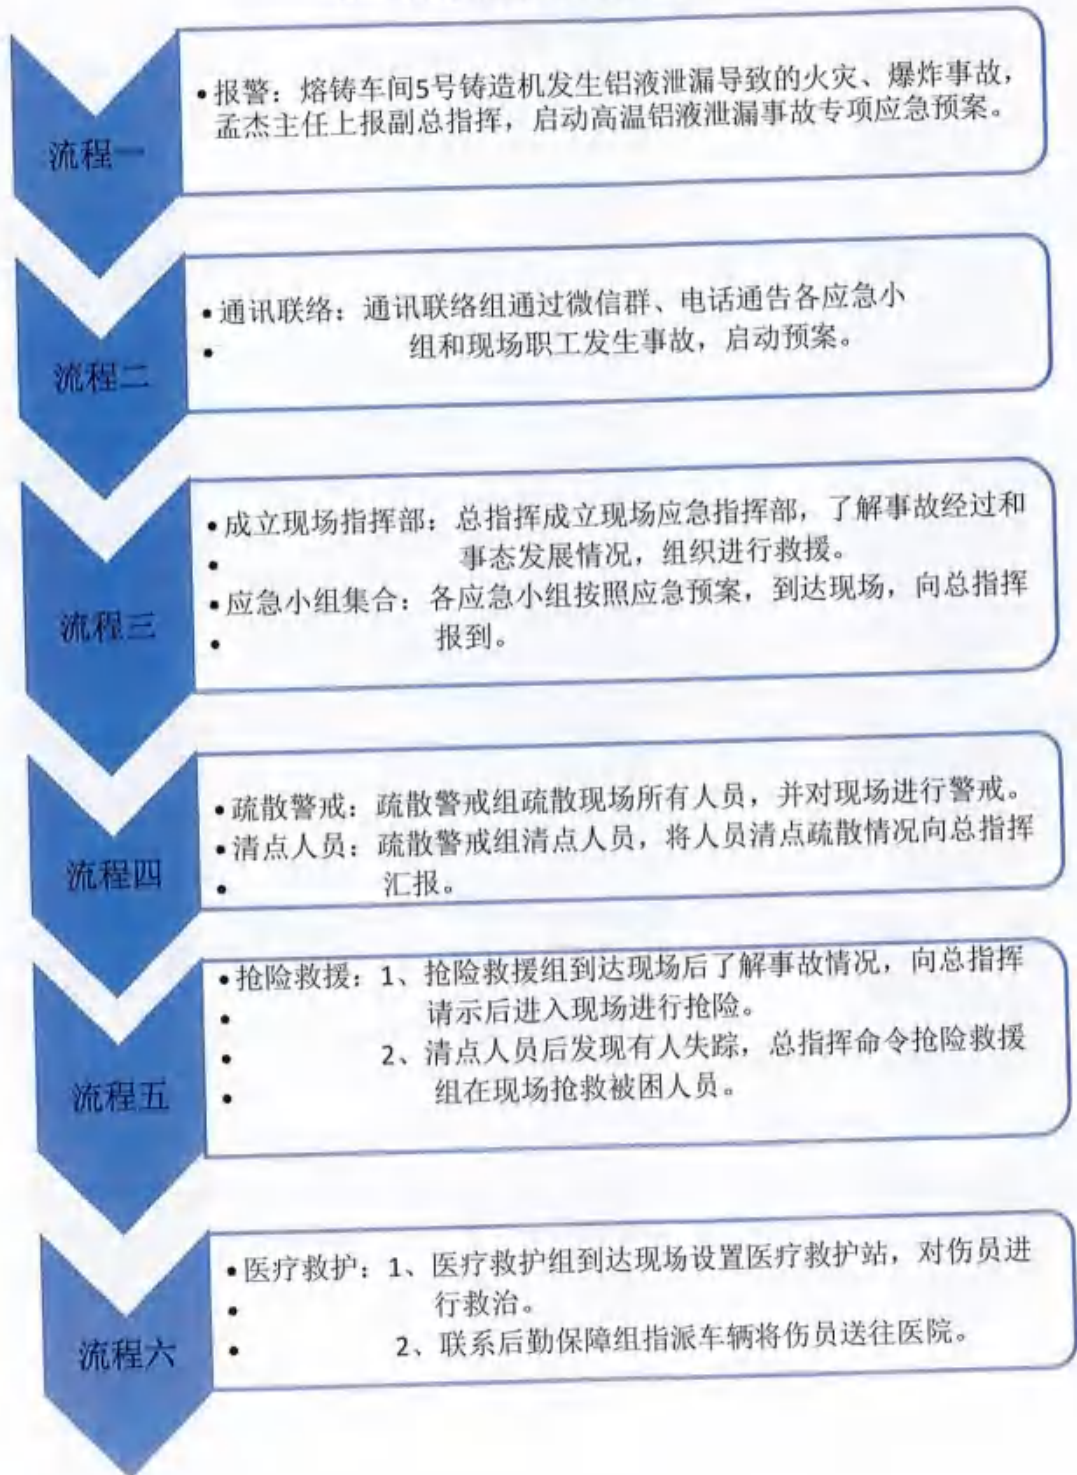 流程一
•报警：熔铸车间5号铸造机发生铝液泄漏导致的火灾、爆炸事故，
孟杰主任上报副总指挥，启动高温铝液泄漏事故专项应急预案。
流程二
•通讯联络：通讯联络组通过微信群、电话通告各应急小
• 组和现场职工发生事故，启动预案。
流程三
•成立现场指挥部：总指挥成立现场应急指挥部，了解事故经过和
• 事态发展情况，组织进行救援。
•应急小组集合：各应急小组按照应急预案，到达现场，向总指挥
• 报到。
流程四
•疏散警戒：疏散警戒组疏散现场所有人员，并对现场进行警戒。
•清点人员：疏散警戒组清点人员，将人员清点疏散情况向总指挥
• 汇报。
流程五
•抢险救援：1、抢险救援组到达现场后了解事故情况，向总指挥
• 请示后进入现场进行抢险。
• 2、清点人员后发现有人失踪，总指挥命令抢险救援
• 组在现场抢救被困人员。
流程六
•医疗救护：1、医疗救护组到达现场设置医疗救护站，对伤员进
• 行救治。
• 2、联系后勤保障组指派车辆将伤员送往医院。